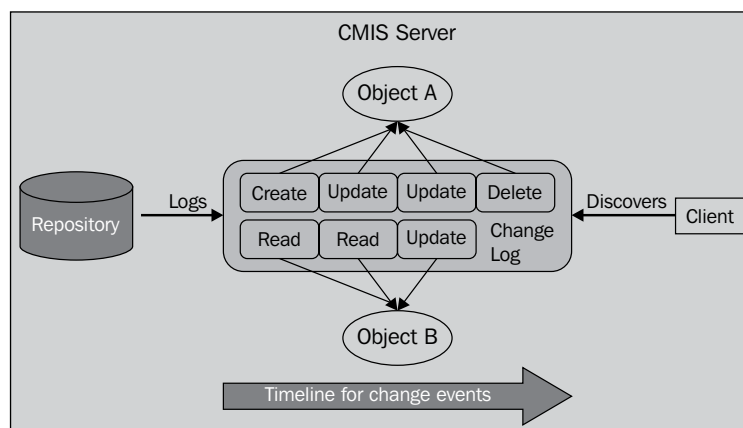 CMIS Server
Object A
Repository
Logs
Create
Update
Update
Delete
Discovers
Client
Read
Read
Update
Change
Log
Object B
Timeline for change events